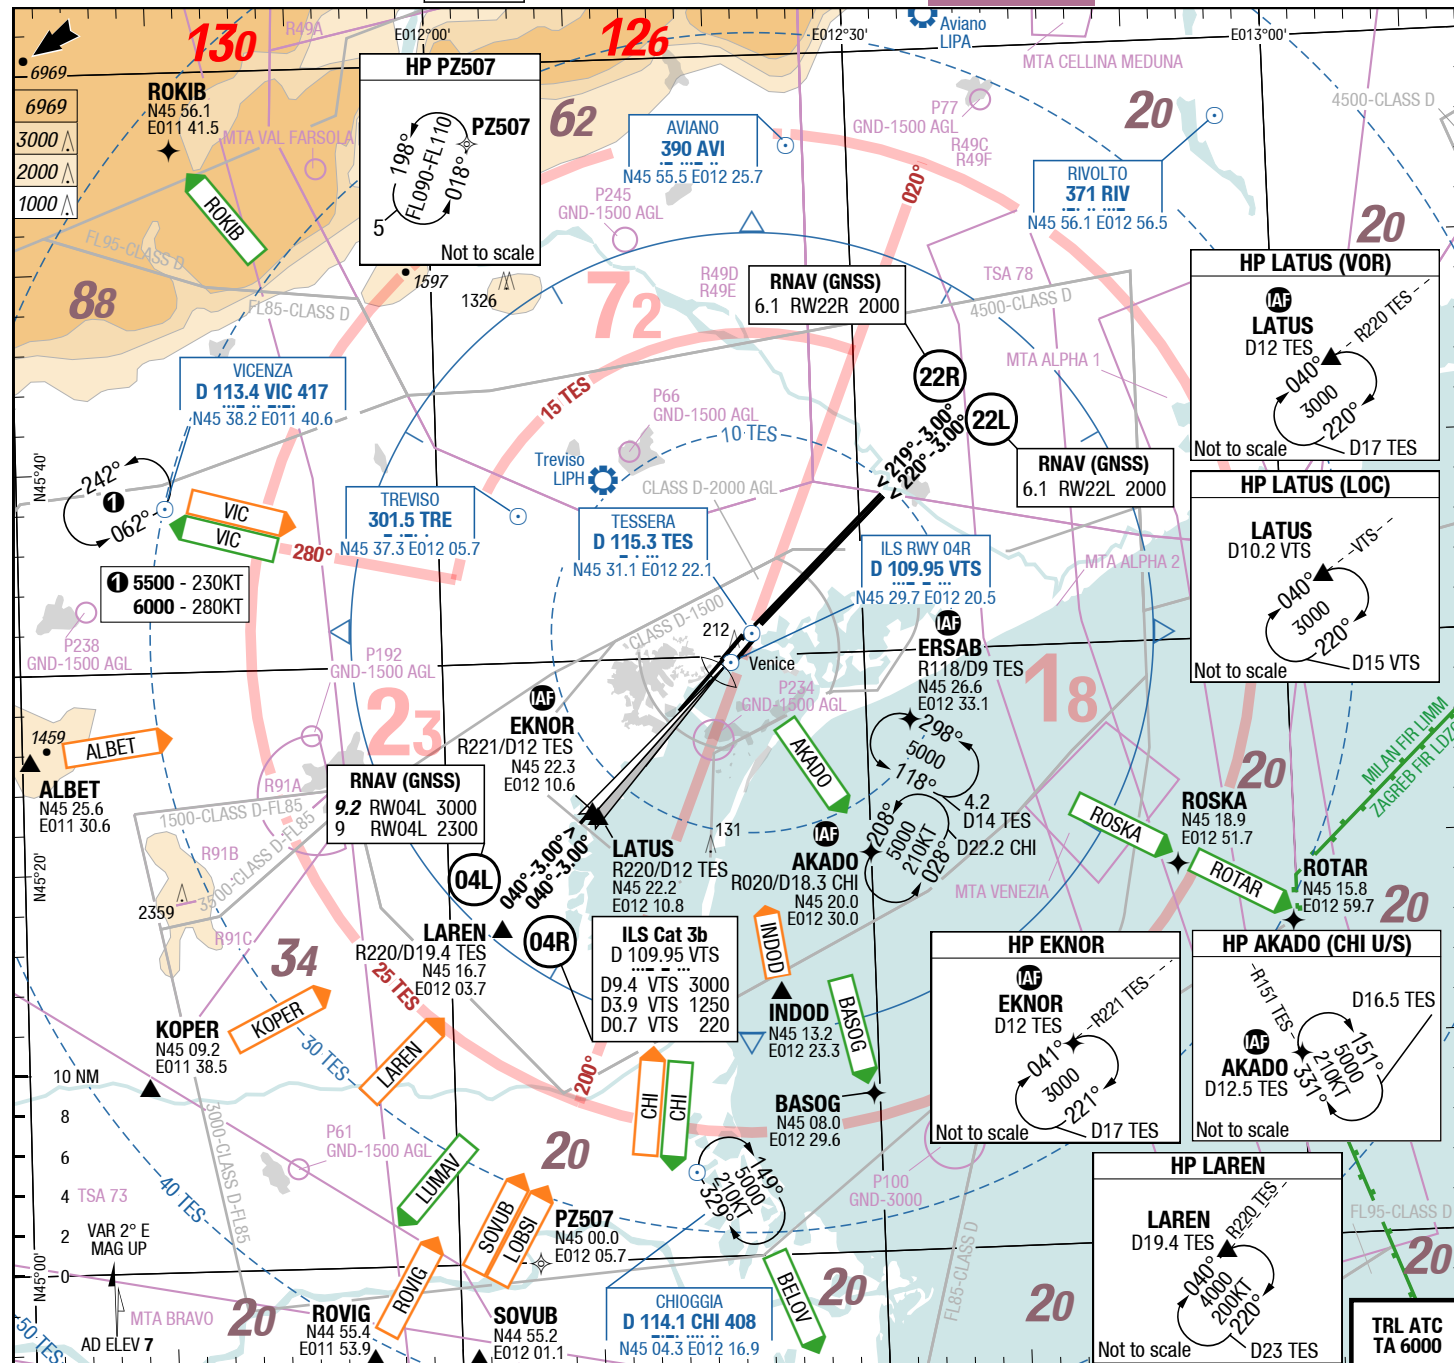 130
126
R49A
E012°00'
E012°30'
E013°00'
Aviano
LIPA
MTA CELLINA MEDUNA
4500-CLASS D
6969
6969
3000
2000
1000
ROKIB
N45 56.1
E011 41.5
MTA VAL FARSOLA
ROKIB
FL95-CLASS D
88
FL85-CLASS D
HP PZ507
PZ507
198°
FL090-FL110
018°
5
Not to scale
62
1597
1326
AVIANO
390 AVI
N45 55.5 E012 25.7
P245
GND-1500 AGL
P77
GND-1500 AGL
R49C
R49F
20
020°
RIVOLTO
371 RIV
N45 56.1 E012 56.5
20
72
R49D
R49E
RNAV (GNSS)
6.1 RW22R 2000
TSA 78
4500-CLASS D
MTA ALPHA 1
HP LATUS (VOR)
IAF
LATUS
D12 TES
R220 TES
040°
3000
220°
Not to scale
D17 TES
VICENZA
D 113.4 VIC 417
N45 38.2 E011 40.6
15 TES
P66
GND-1500 AGL
10 TES
22R
22L
< 219°-3.00°
< 220°-3.00°
RNAV (GNSS)
6.1 RW22L 2000
N45°40'
242°
1
062°
VIC
VIC
280°
1 5500 - 230KT
6000 - 280KT
TREVISO
301.5 TRE
N45 37.3 E012 05.7
Treviso
LIPH
CLASS D-2000 AGL
TESSERA
D 115.3 TES
N45 31.1 E012 22.1
ILS RWY 04R
D 109.95 VTS
N45 29.7 E012 20.5
MTA ALPHA 2
HP LATUS (LOC)
LATUS
D10.2 VTS
VTS
040°
3000
220°
Not to scale
D15 VTS
P238
GND-1500 AGL
P192
GND-1500 AGL
CLASS D-1500
212
Venice
P234
GND-1500 AGL
IAF
ERSAB
R118/D9 TES
N45 26.6
E012 33.1
298°
5000
118°
4.2
D14 TES
D22.2 CHI
18
23
IAF
EKNOR
R221/D12 TES
N45 22.3
E012 10.6
AKADO
1459
ALBET
ALBET
N45 25.6
E011 30.6
R91A
1500-CLASS D-FL85
3500-CLASS D-FL85
RNAV (GNSS)
9.2 RW04L 3000
9 RW04L 2300
040°-3.00° >
040°-3.00°
04L
04R
LATUS
R220/D12 TES
N45 22.2
E012 10.8
131
IAF
AKADO
R020/D18.3 CHI
N45 20.0
E012 30.0
208°
5000
210KT
028°
MTA VENEZIA
ROSKA
ROSKA
N45 18.9
E012 51.7
20
MILAN FIR LIMM
ZAGREB FIR LDZO
ROTAR
ROTAR
N45 15.8
E012 59.7
20
N45°20'
R91B
2359
R91C
34
LAREN
R220/D19.4 TES
N45 16.7
E012 03.7
25 TES
ILS Cat 3b
D 109.95 VTS
D9.4 VTS 3000
D3.9 VTS 1250
D0.7 VTS 220
INDOD
INDOD
N45 13.2
E012 23.3
BASOG
BASOG
N45 08.0
E012 29.6
HP EKNOR
IAF
EKNOR
D12 TES
R221 TES
041°
3000
221°
Not to scale
D17 TES
HP AKADO (CHI U/S)
R151 TES
D16.5 TES
IAF
AKADO
D12.5 TES
151°
5000
210KT
331°
Not to scale
KOPER
N45 09.2
E011 38.5
KOPER
30 TES
LAREN
200°
CHI
CHI
10 NM
8
6
4
2
0
3000-CLASS D-FL85
P61
GND-1500 AGL
20
LUMAV
TSA 73
40 TES
VAR 2° E
MAG UP
N45°00'
MTA BRAVO
AD ELEV 7
50 TES
20
ROVIG
N44 55.4
E011 53.9
ROVIG
SOVUB
LOBSI
PZ507
N45 00.0
E012 05.7
SOVUB
N44 55.2
E012 01.1
149°
5000
210KT
329°
CHIOGGIA
D 114.1 CHI 408
N45 04.3 E012 16.9
BELOV
20
P100
GND-3000
FL85-CLASS D
20
HP LAREN
LAREN
D19.4 TES
R220 TES
040°
4000
200KT
220°
Not to scale
D23 TES
FL95-CLASS D
20
TRL ATC
TA 6000